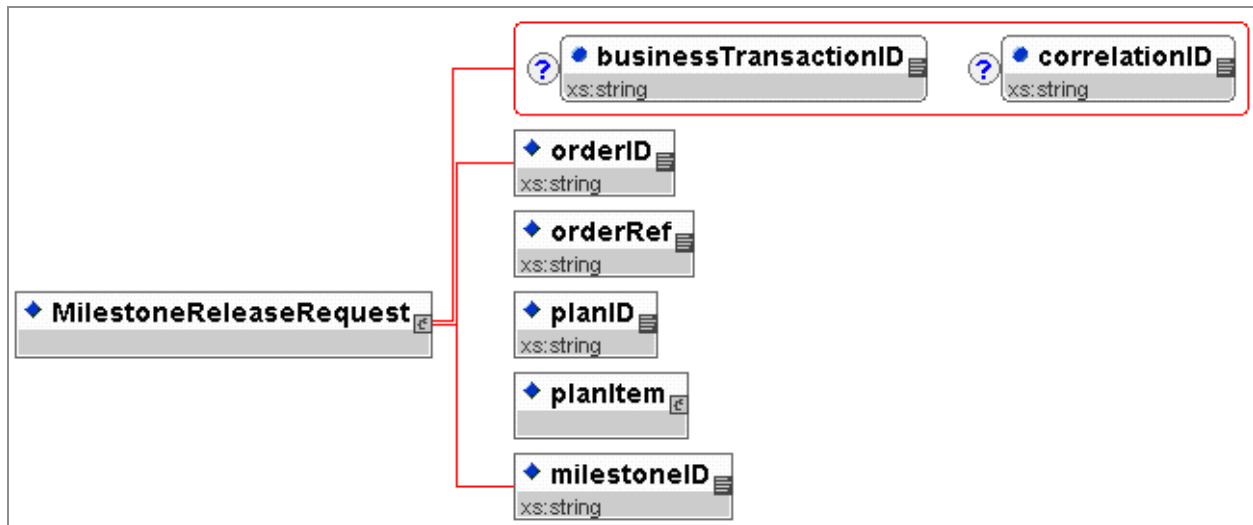 ? businessTransactionID ? correlationID
xs:string xs:string
orderID
xs:string
orderRef
xs:string
MilestoneReleaseRequest
planID
xs:string
planItem
milestoneID
xs:string